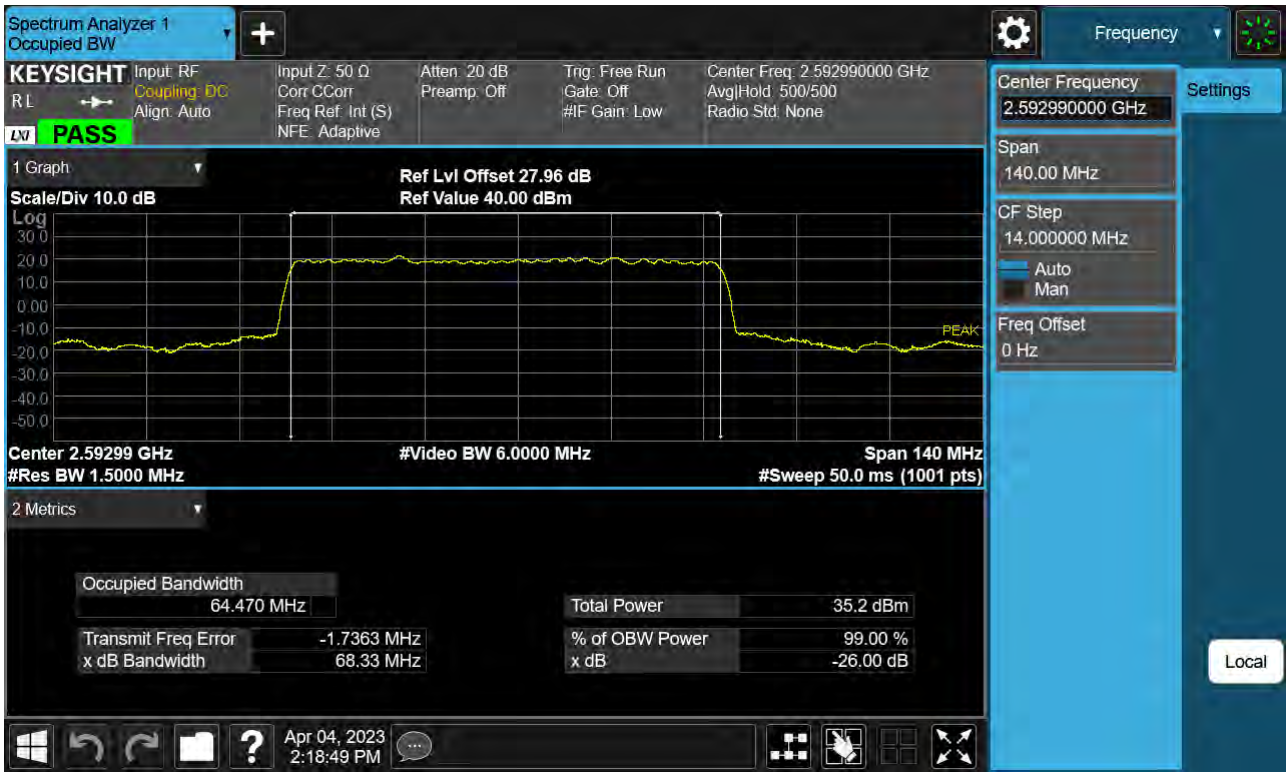 Spectrum Analyzer 1
Occupied BW
Frequency
KEYSIGHT
RL
LXI
PASS
Input: RF
Coupling: DC
Align: Auto
Input Z: 50 Ω
Corr CCorr
Freq Ref: Int (S)
NFE: Adaptive
Atten: 20 dB
Preamp: Off
Trig: Free Run
Gate: Off
#IF Gain: Low
Center Freq: 2.592990000 GHz
Avg|Hold: 500/500
Radio Std: None
1 Graph
Scale/Div 10.0 dB
Ref Lvl Offset 27.96 dB
Ref Value 40.00 dBm
Log
30.0
20.0
10.0
0.00
-10.0
-20.0
-30.0
-40.0
-50.0
PEAK
Center 2.59299 GHz
#Video BW 6.0000 MHz
Span 140 MHz
#Res BW 1.5000 MHz
#Sweep 50.0 ms (1001 pts)
2 Metrics
Occupied Bandwidth
64.470 MHz
Transmit Freq Error -1.7363 MHz
x dB Bandwidth 68.33 MHz
Total Power 35.2 dBm
% of OBW Power 99.00 %
x dB -26.00 dB
Center Frequency
2.592990000 GHz
Span
140.00 MHz
CF Step
14.000000 MHz
Auto
Man
Freq Offset
0 Hz
Settings
Local
?
Apr 04, 2023
2:18:49 PM